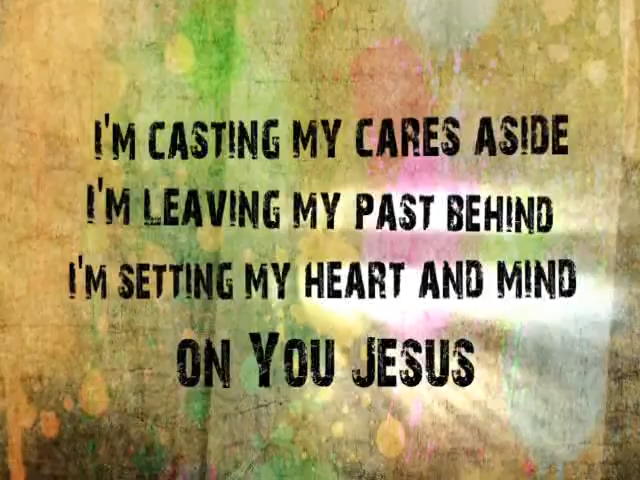 I'M CASTING MY CARES ASIDE
I'M LEAVING MY PAST BEHIND
I'M SETTING MY HEART AND MIND
ON YOU JESUS